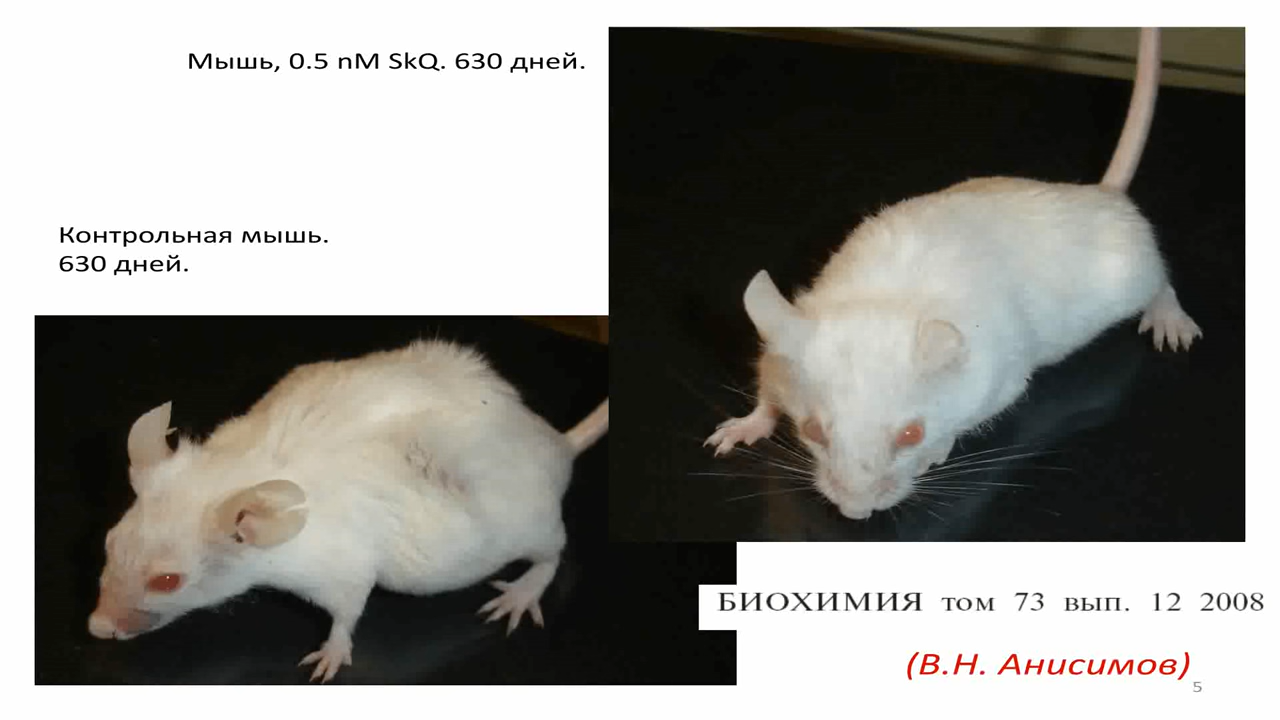 Мышь, 0.5 nM SkQ. 630 дней.
Контрольная мышь.
630 дней.
БИОХИМИЯ том 73 вып. 12 2008
(В.Н. Анисимов)
5